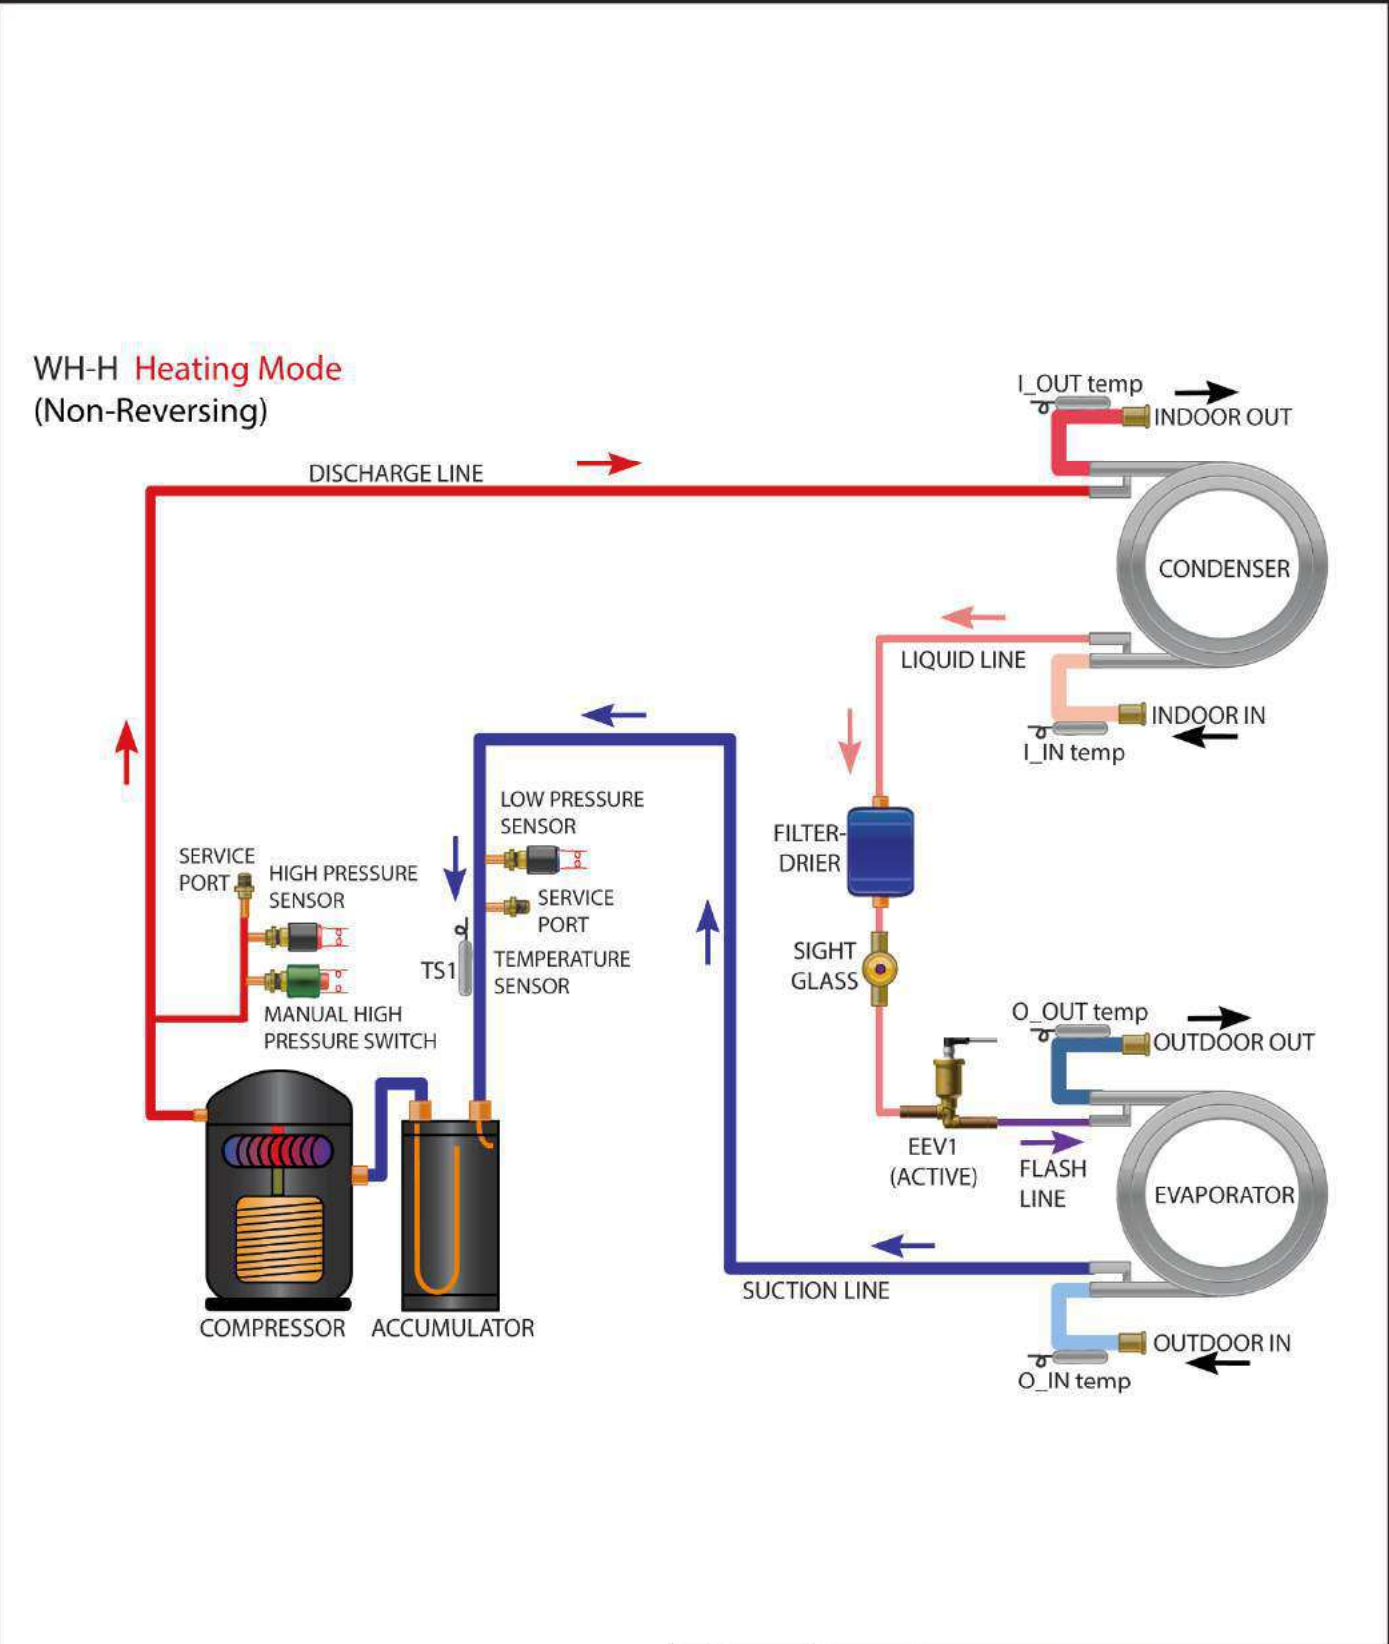 WH-H Heating Mode
(Non-Reversing)
I_OUT temp
INDOOR OUT
DISCHARGE LINE
CONDENSER
LIQUID LINE
INDOOR IN
I_IN temp
LOW PRESSURE
SENSOR
FILTER-
DRIER
SERVICE
PORT
HIGH PRESSURE
SENSOR
SERVICE
PORT
SIGHT
GLASS
TS1
TEMPERATURE
SENSOR
MANUAL HIGH
PRESSURE SWITCH
O_OUT temp
OUTDOOR OUT
EEV1
(ACTIVE)
FLASH
LINE
EVAPORATOR
SUCTION LINE
COMPRESSOR
ACCUMULATOR
OUTDOOR IN
O_IN temp